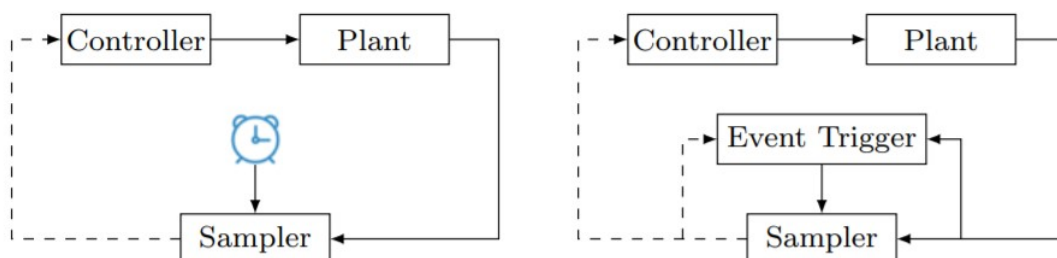 Controller
Plant
Sampler
Controller
Plant
Event Trigger
Sampler